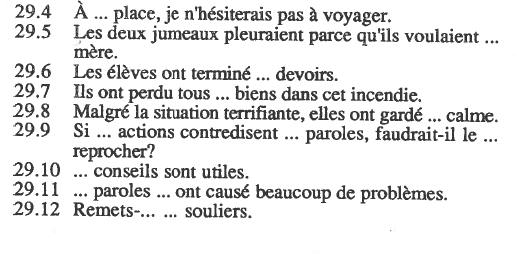 29.4 À ... place, je n'hésiterais pas à voyager.
29.5 Les deux jumeaux pleuraient parce qu'ils voulaient ...
mère.
29.6 Les élèves ont terminé ... devoirs.
29.7 Ils ont perdu tous ... biens dans cet incendie.
29.8 Malgré la situation terrifiante, elles ont gardé ... calme.
29.9 Si ... actions contredisent ... paroles, faudrait-il le ...
reprocher?
29.10 ... conseils sont utiles.
29.11 ... paroles ... ont causé beaucoup de problèmes.
29.12 Remets-... ... souliers.